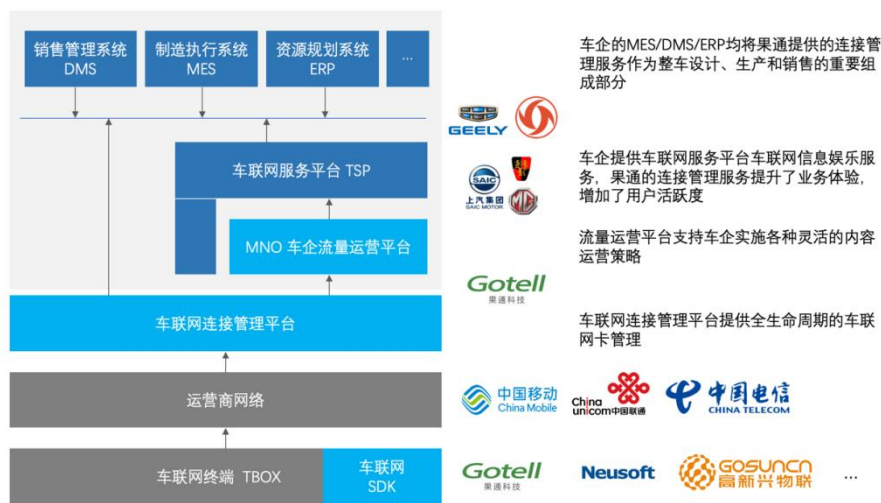 销售管理系统
DMS
制造执行系统
MES
资源规划系统
ERP
...
车企的MES/DMS/ERP均将果通提供的连接管
理服务作为整车设计、生产和销售的重要组
成部分
GEELY
车联网服务平台 TSP
SAIC
上汽集团
SAIC MOTOR
MG
车企提供车联网服务平台车联网信息娱乐服
务，果通的连接管理服务提升了业务体验，
增加了用户活跃度
MNO 车企流量运营平台
流量运营平台支持车企实施各种灵活的内容
运营策略
Gotell
果通科技
车联网连接管理平台
车联网连接管理平台提供全生命周期的车联
网卡管理
运营商网络
中国移动
China Mobile
China
unicom中国联通
中国电信
CHINA TELECOM
车联网终端 TBOX
车联网
SDK
Gotell
果通科技
Neusoft
GOSUNCN
高新兴物联
...